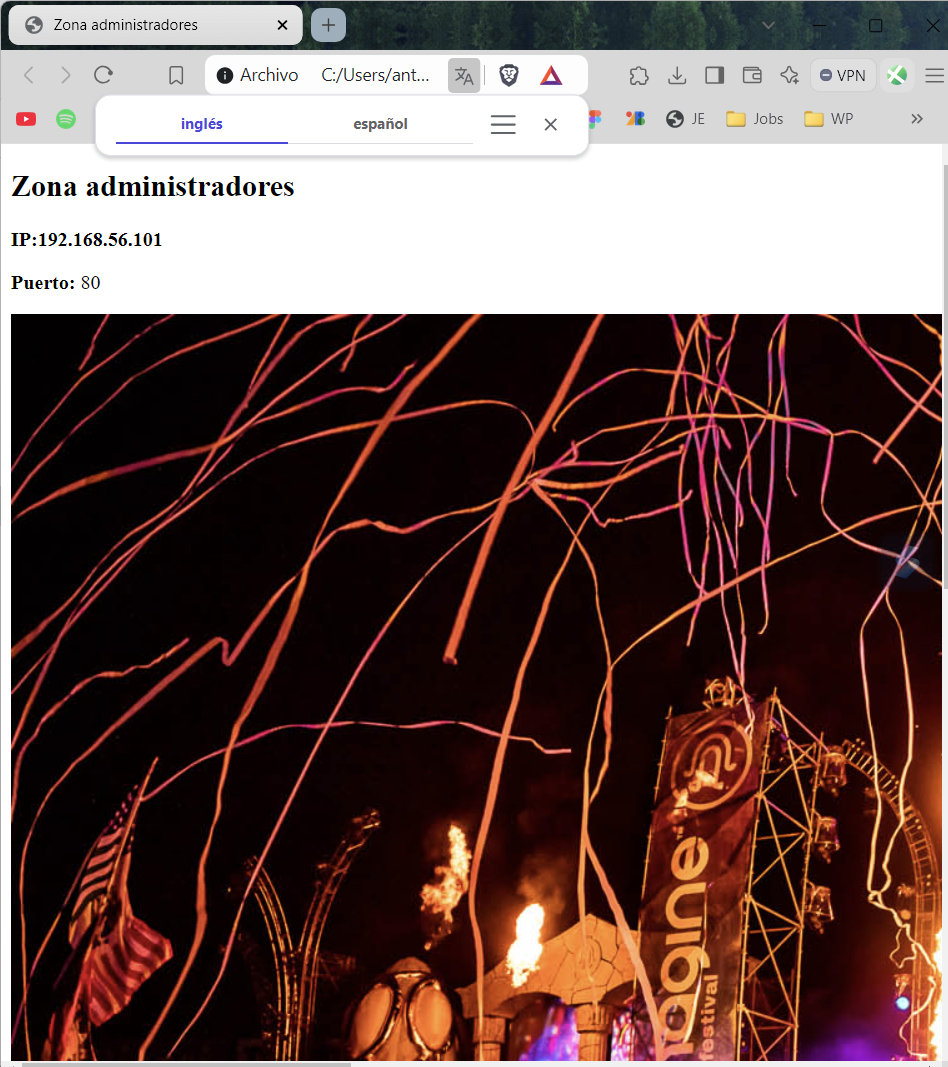 Zona administradores
Archivo C:/Users/ant... VPN
inglés español
JE Jobs WP
Zona administradores
IP:192.168.56.101
Puerto: 80
agine
festival